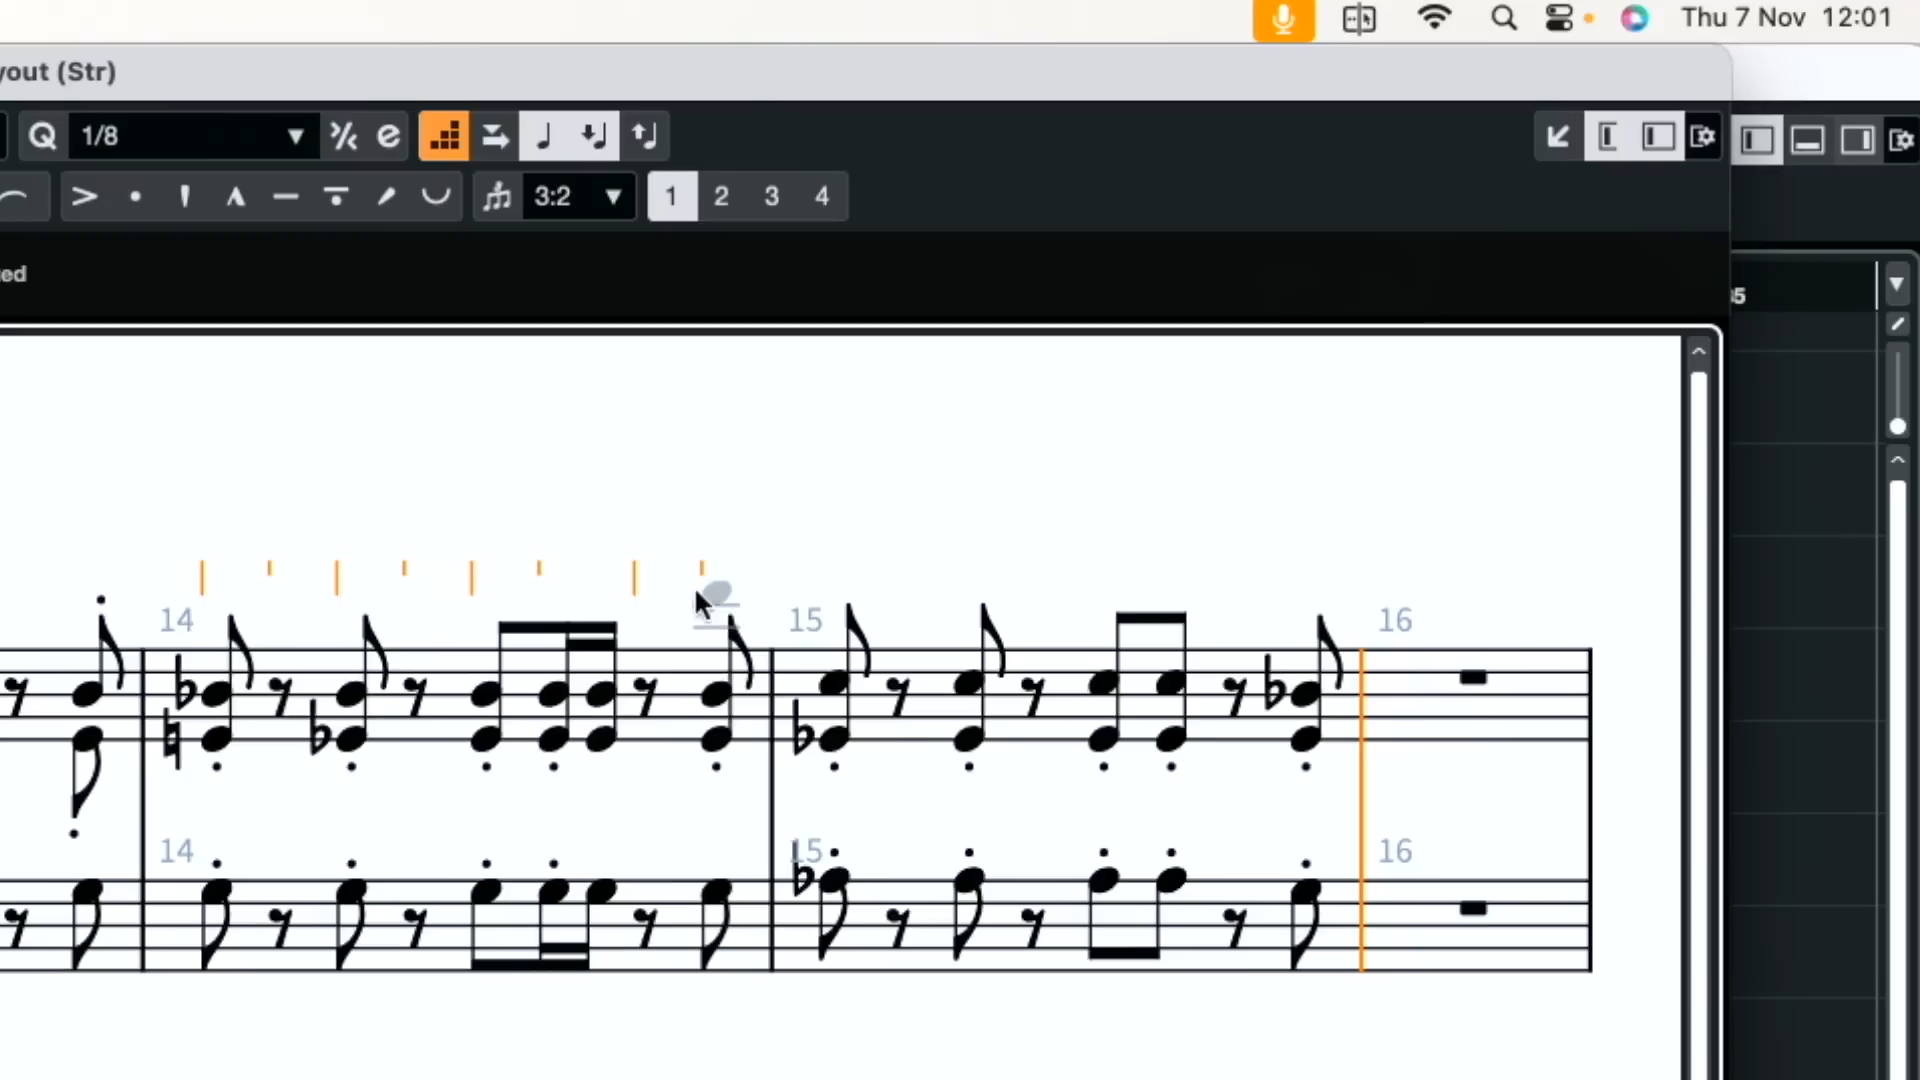 Thu 7 Nov 12:01
yout (Str)
Q 1/8 e
3:2 1 2 3 4
ed
5
14 15 16
14 15 16